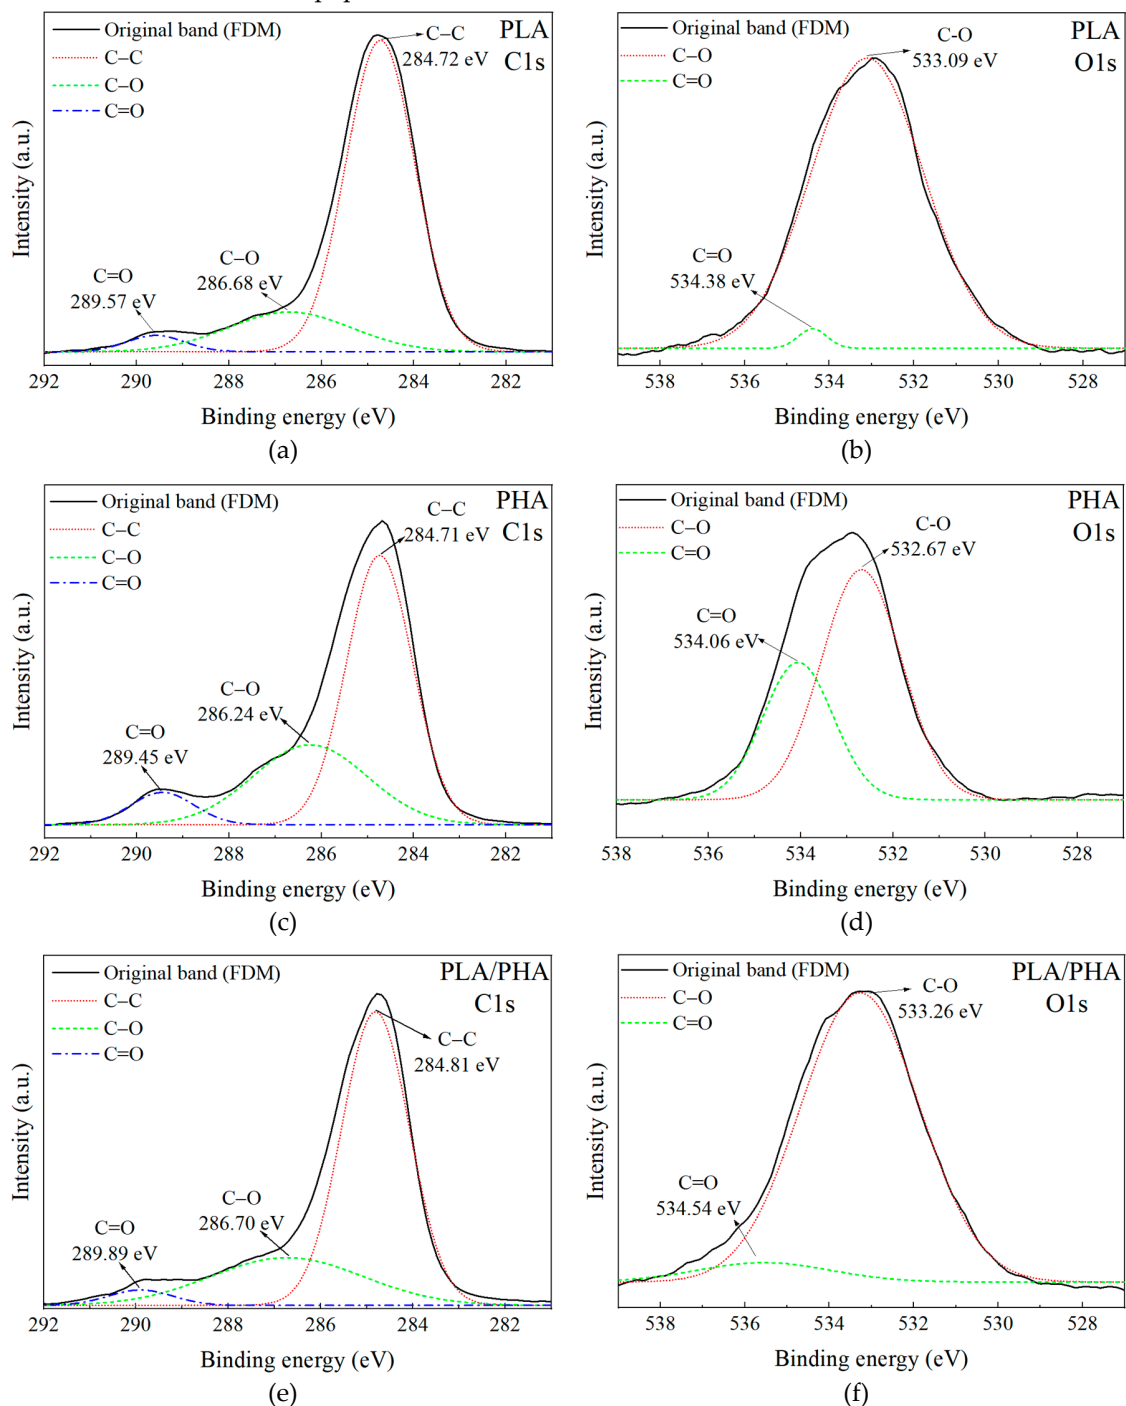 Original band (FDM)
C–C
C–O
C=O
C–C
284.72 eV
PLA
C1s
C–O
286.68 eV
C=O
289.57 eV
Intensity (a.u.)
292 290 288 286 284 282
Binding energy (eV)
(a)
Original band (FDM)
C–O
C=O
C-O
533.09 eV
PLA
O1s
C=O
534.38 eV
Intensity (a.u.)
538 536 534 532 530 528
Binding energy (eV)
(b)
Original band (FDM)
C–C
C–O
C=O
C–C
284.71 eV
PHA
C1s
C–O
286.24 eV
C=O
289.45 eV
Intensity (a.u.)
292 290 288 286 284 282
Binding energy (eV)
(c)
Original band (FDM)
C–O
C=O
C-O
532.67 eV
PHA
O1s
C=O
534.06 eV
Intensity (a.u.)
538 536 534 532 530 528
Binding energy (eV)
(d)
Original band (FDM)
C–C
C–O
C=O
C–C
284.81 eV
PLA/PHA
C1s
C–O
286.70 eV
C=O
289.89 eV
Intensity (a.u.)
292 290 288 286 284 282
Binding energy (eV)
(e)
Original band (FDM)
C–O
C=O
C-O
533.26 eV
PLA/PHA
O1s
C=O
534.54 eV
Intensity (a.u.)
538 536 534 532 530 528
Binding energy (eV)
(f)